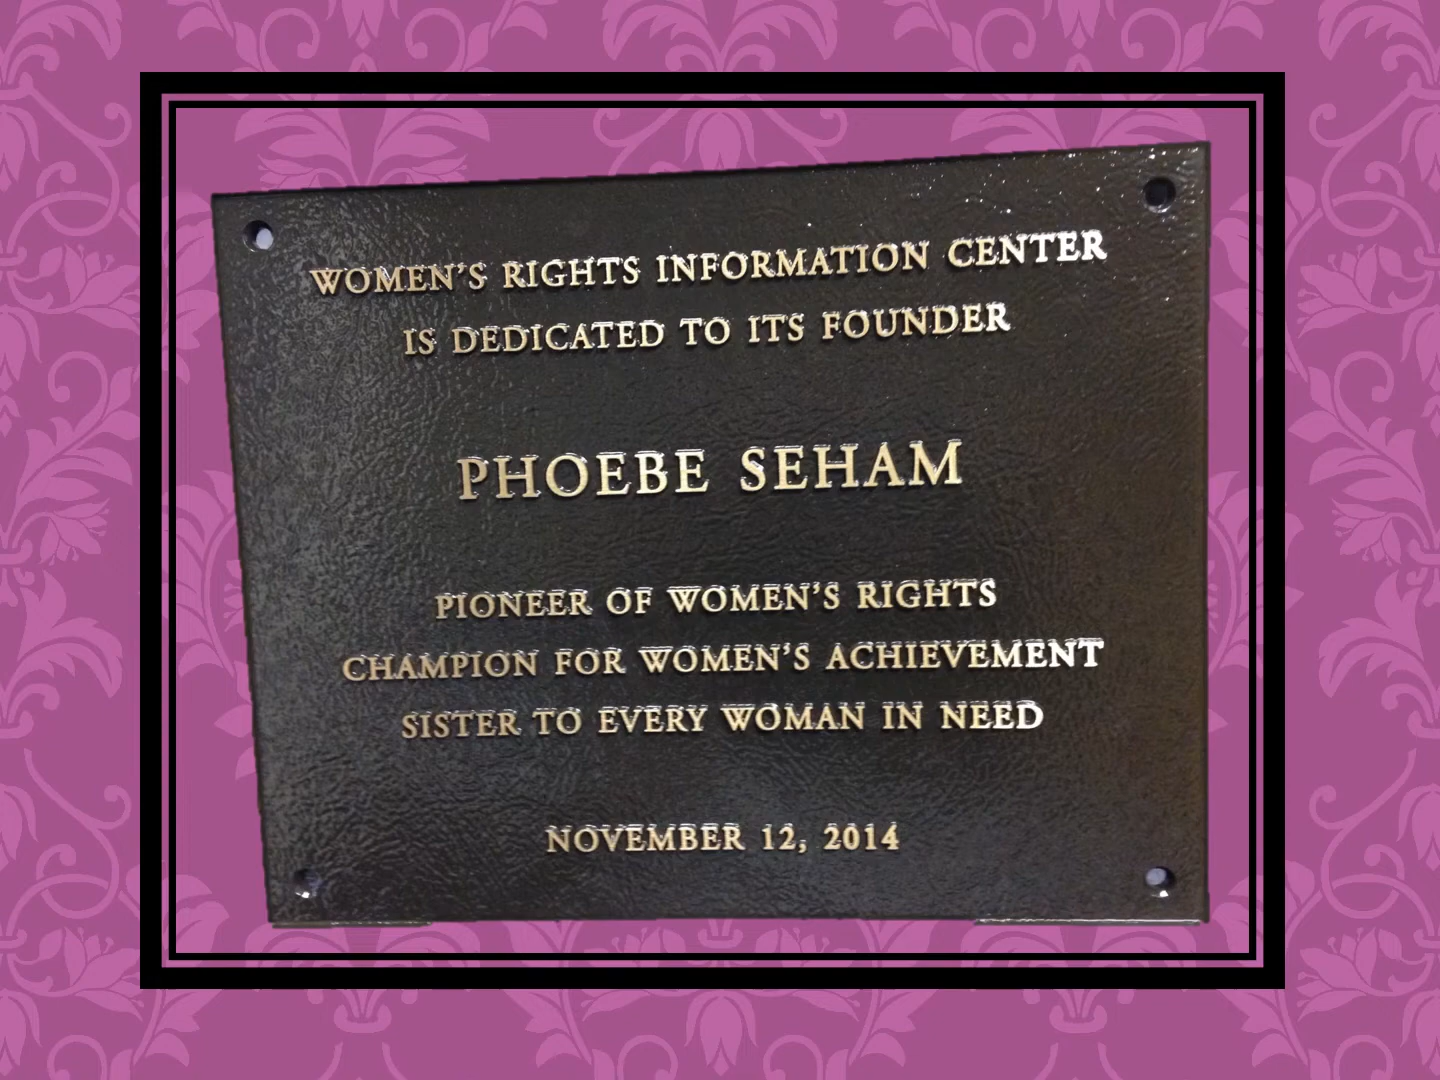 WOMEN'S RIGHTS INFORMATION CENTER
IS DEDICATED TO ITS FOUNDER
PHOEBE SEHAM
PIONEER OF WOMEN'S RIGHTS
CHAMPION FOR WOMEN'S ACHIEVEMENT
SISTER TO EVERY WOMAN IN NEED
NOVEMBER 12, 2014